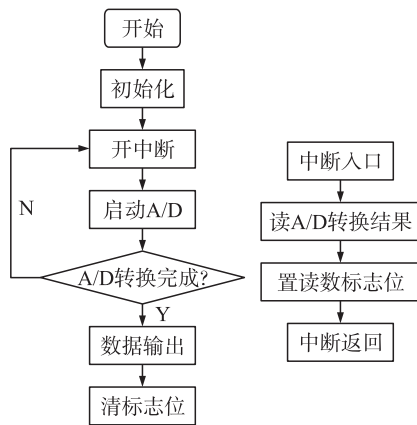 开始
初始化
开中断
启动A/D
A/D转换完成?
N
Y
数据输出
清标志位
中断入口
读A/D转换结果
置读数标志位
中断返回